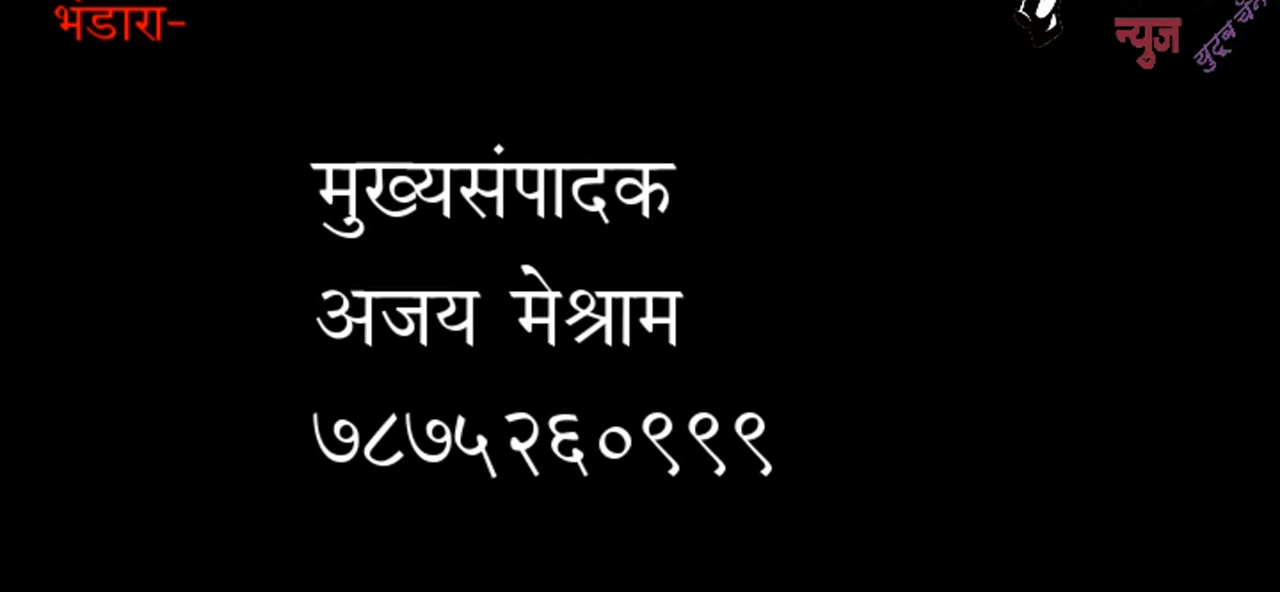 भंडारा-
न्युज
युटूब
मुख्यसंपादक
अजय मेश्राम
७८७५२६०९९९